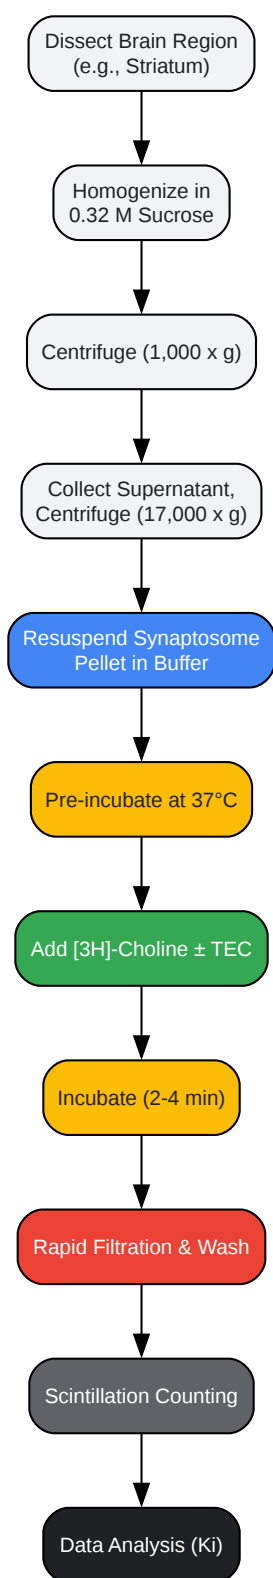 Dissect Brain Region
(e.g., Striatum)
Homogenize in
0.32 M Sucrose
Centrifuge (1,000 x g)
Collect Supernatant,
Centrifuge (17,000 x g)
Resuspend Synaptosome
Pellet in Buffer
Pre-incubate at 37°C
Add [3H]-Choline ± TEC
Incubate (2-4 min)
Rapid Filtration & Wash
Scintillation Counting
Data Analysis (Ki)